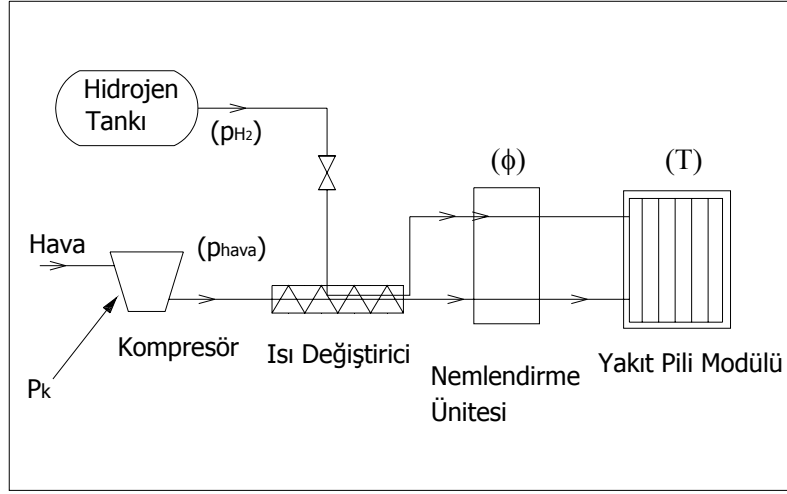 Hidrojen
Tankı
(pH₂)
(ϕ)
(T)
Hava
(phava)
Kompresör
Isı Değiştirici
Nemlendirme
Ünitesi
Yakıt Pili Modülü
Pk